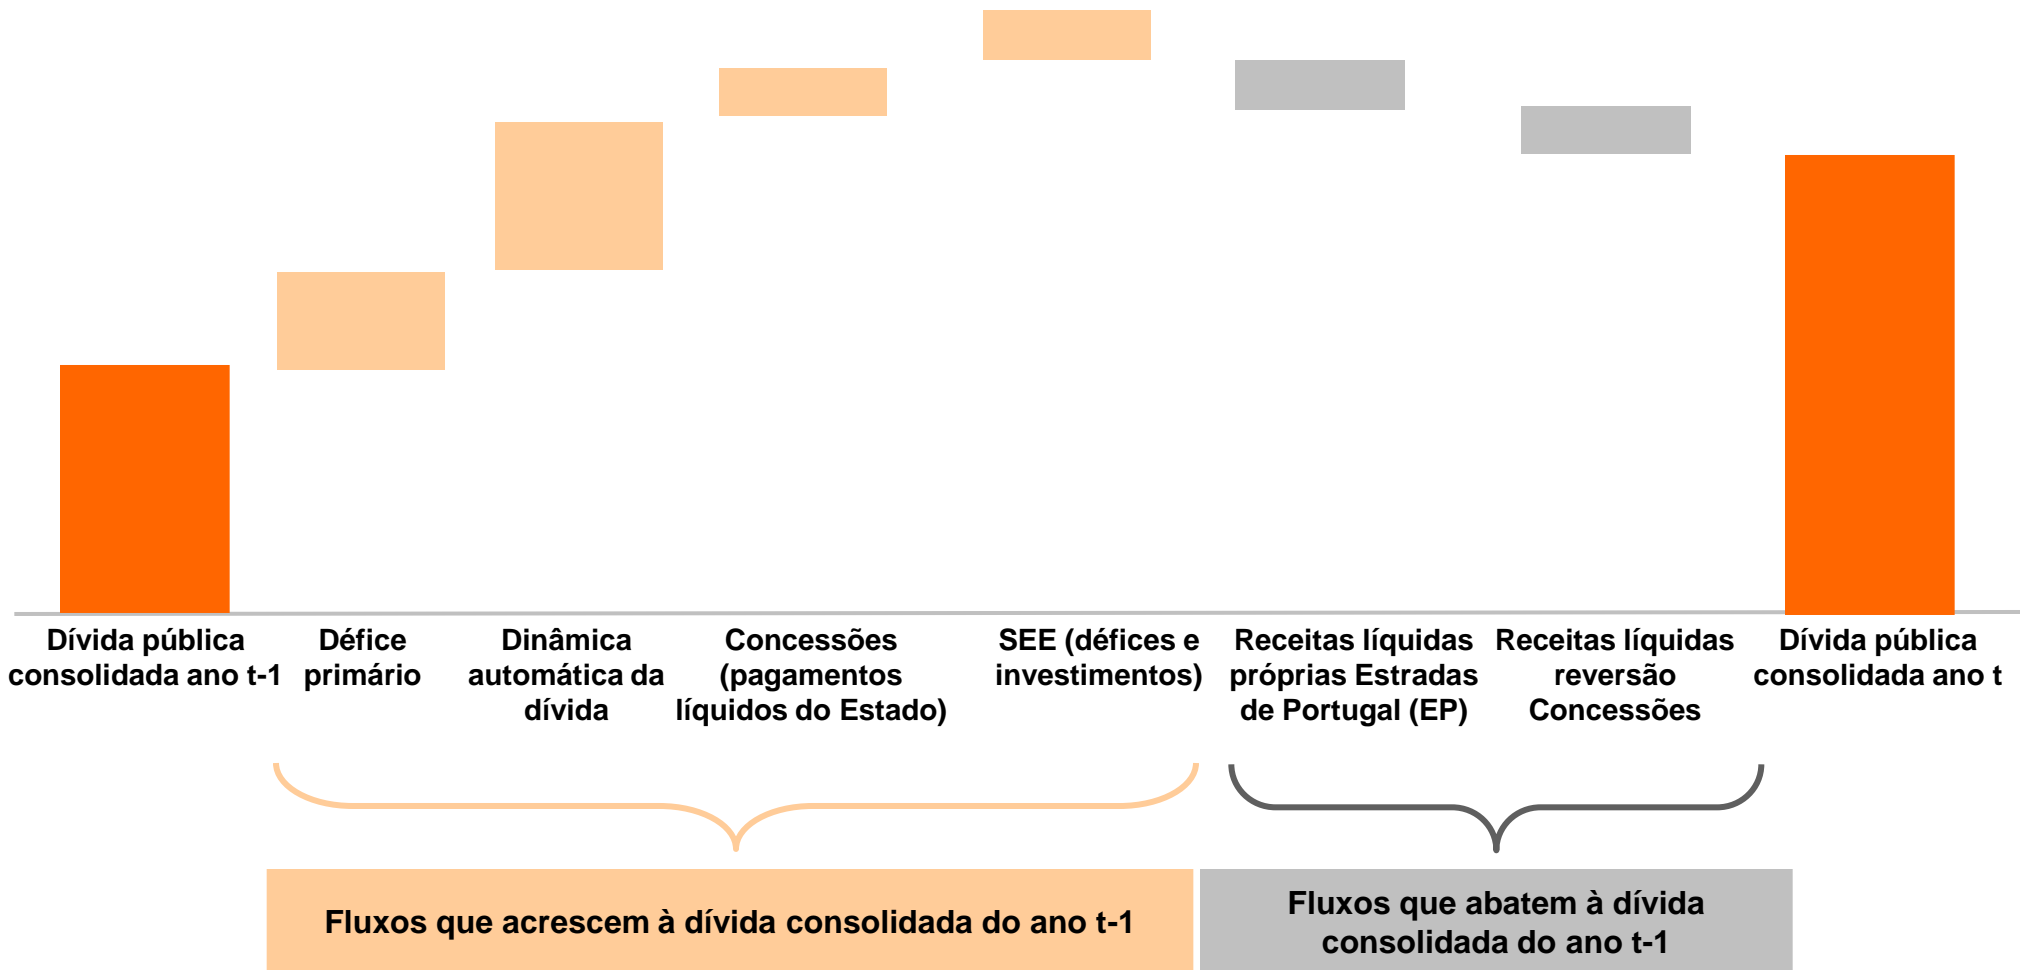 Dívida pública
consolidada ano t-1
Défice
primário
Dinâmica
automática da
dívida
Concessões
(pagamentos
líquidos do Estado)
SEE (défices e
investimentos)
Receitas líquidas
próprias Estradas
de Portugal (EP)
Receitas líquidas
reversão
Concessões
Dívida pública
consolidada ano t
Fluxos que acrescem à dívida consolidada do ano t-1
Fluxos que abatem à dívida
consolidada do ano t-1